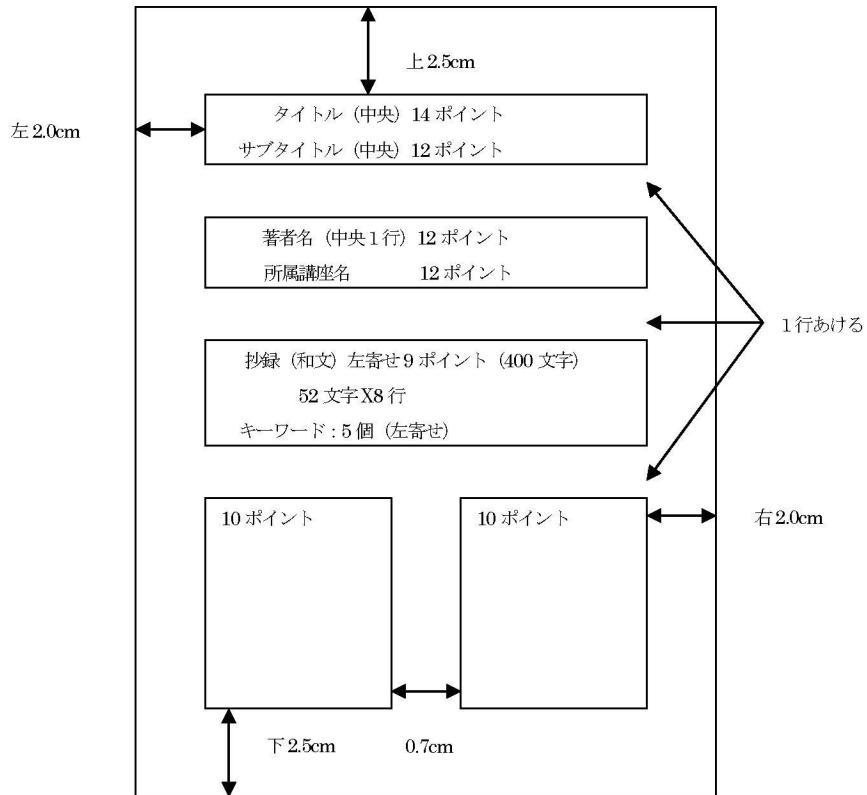 上2.5cm
左2.0cm
タイトル（中央）14ポイント
サブタイトル（中央）12ポイント
著者名（中央１行）12ポイント
所属講座名 12ポイント
１行あける
抄録（和文）左寄せ9ポイント（400文字）
52文字X8行
キーワード：5個（左寄せ）
10ポイント
10ポイント
右2.0cm
下2.5cm
0.7cm